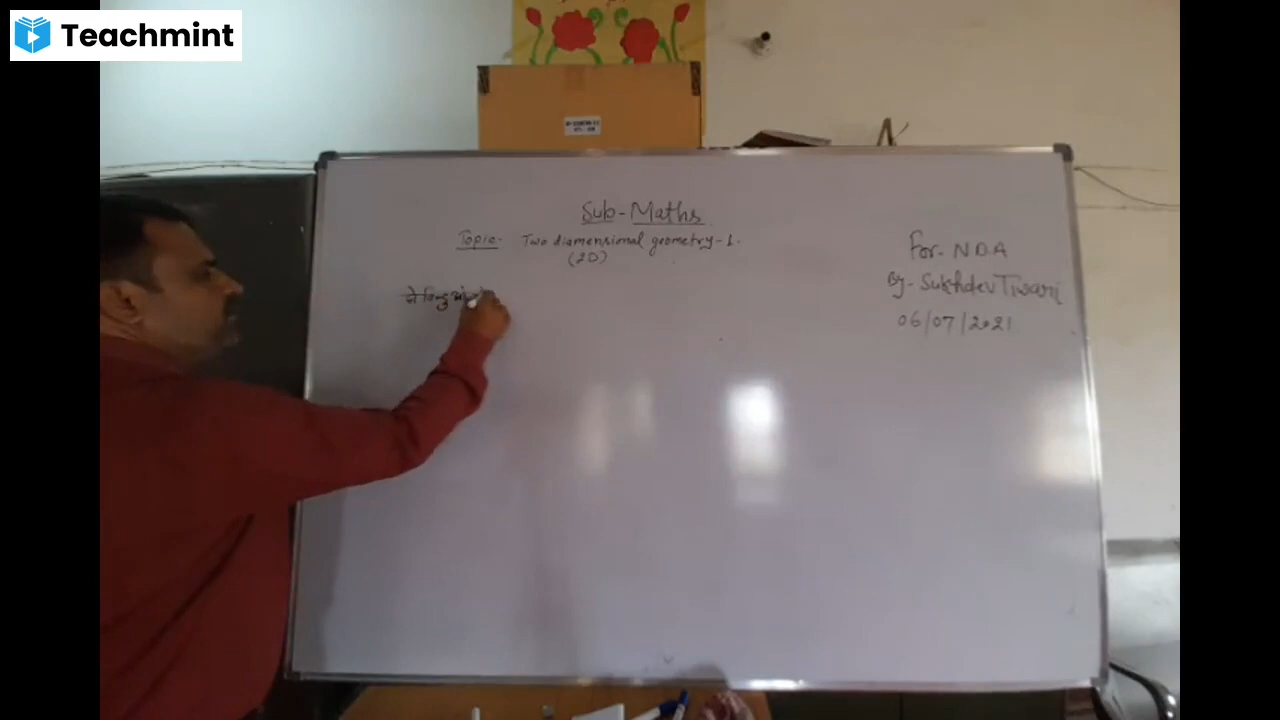 Teachmint
Sub-Maths
Topic- Two diamensional geometry-1.
(2D)
For- N.D.A
By- Sukhdev Tiwari
06/07/2021
दो बिन्दुओं